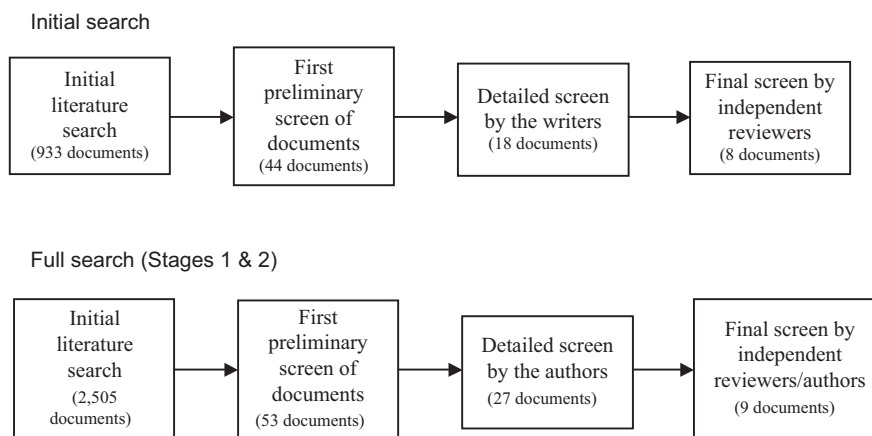 Initial search
Initial
literature
search
(933 documents)
First
preliminary
screen of
documents
(44 documents)
Detailed screen
by the writers
(18 documents)
Final screen by
independent
reviewers
(8 documents)
Full search (Stages 1 & 2)
Initial
literature
search
(2,505
documents)
First
preliminary
screen of
documents
(53 documents)
Detailed screen
by the authors
(27 documents)
Final screen by
independent
reviewers/authors
(9 documents)